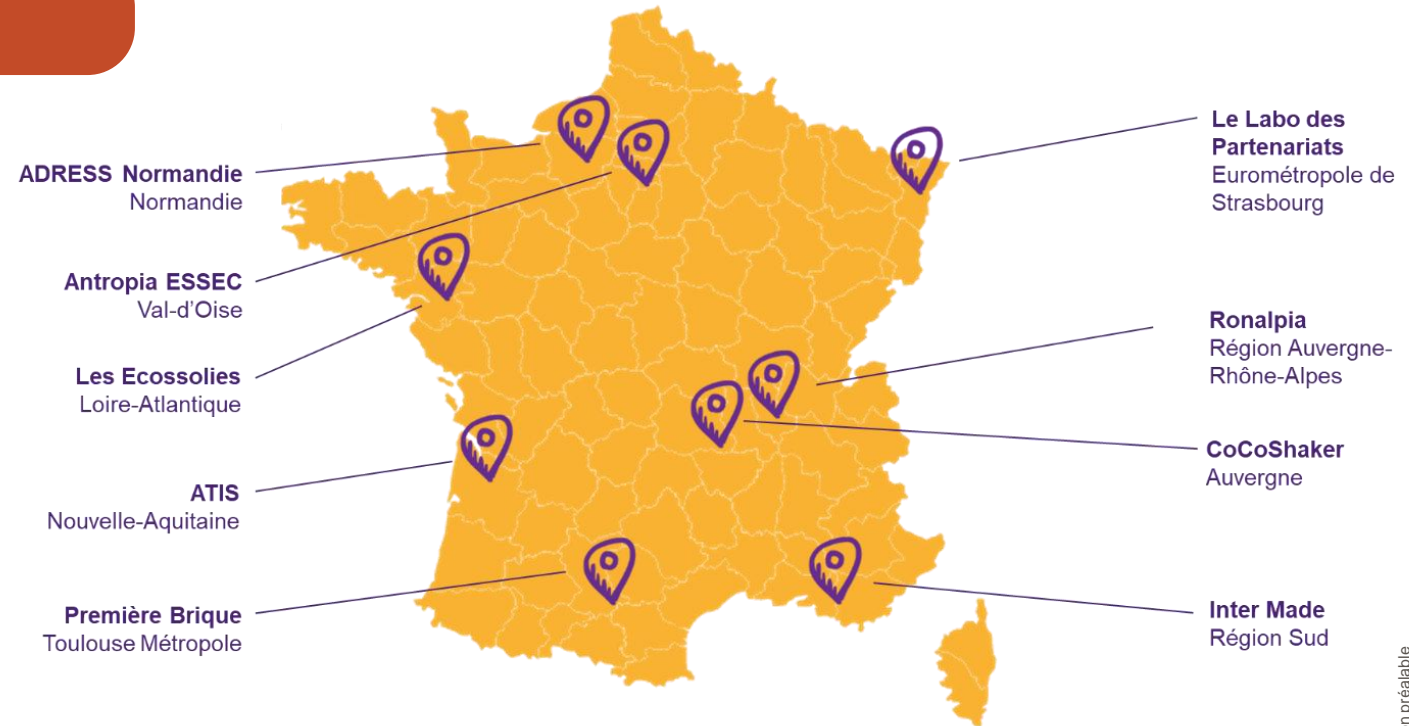 ADRESS Normandie
Normandie
Antropia ESSEC
Val-d'Oise
Les Ecossolies
Loire-Atlantique
ATIS
Nouvelle-Aquitaine
Première Brique
Toulouse Métropole
Le Labo des
Partenariats
Eurométropole de
Strasbourg
Ronalpia
Région Auvergne-
Rhône-Alpes
CoCoShaker
Auvergne
Inter Made
Région Sud
préalable